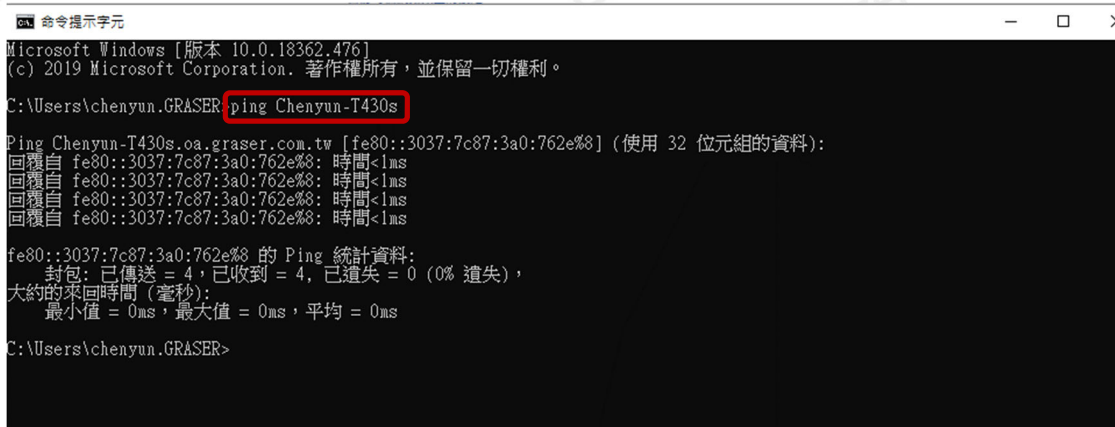 命令提示字元
Microsoft Windows [版本 10.0.18362.476]
(c) 2019 Microsoft Corporation. 著作權所有，並保留一切權利。
C:\Users\chenyun.GRASER>ping Chenyun-T430s
Ping Chenyun-T430s.oa.graser.com.tw [fe80::3037:7c87:3a0:762e%8] (使用 32 位元組的資料):
回覆自 fe80::3037:7c87:3a0:762e%8: 時間<1ms
回覆自 fe80::3037:7c87:3a0:762e%8: 時間<1ms
回覆自 fe80::3037:7c87:3a0:762e%8: 時間<1ms
回覆自 fe80::3037:7c87:3a0:762e%8: 時間<1ms
fe80::3037:7c87:3a0:762e%8 的 Ping 統計資料:
封包: 已傳送 = 4，已收到 = 4, 已遺失 = 0 (0% 遺失)，
大約的來回時間 (毫秒):
最小值 = 0ms，最大值 = 0ms，平均 = 0ms
C:\Users\chenyun.GRASER>